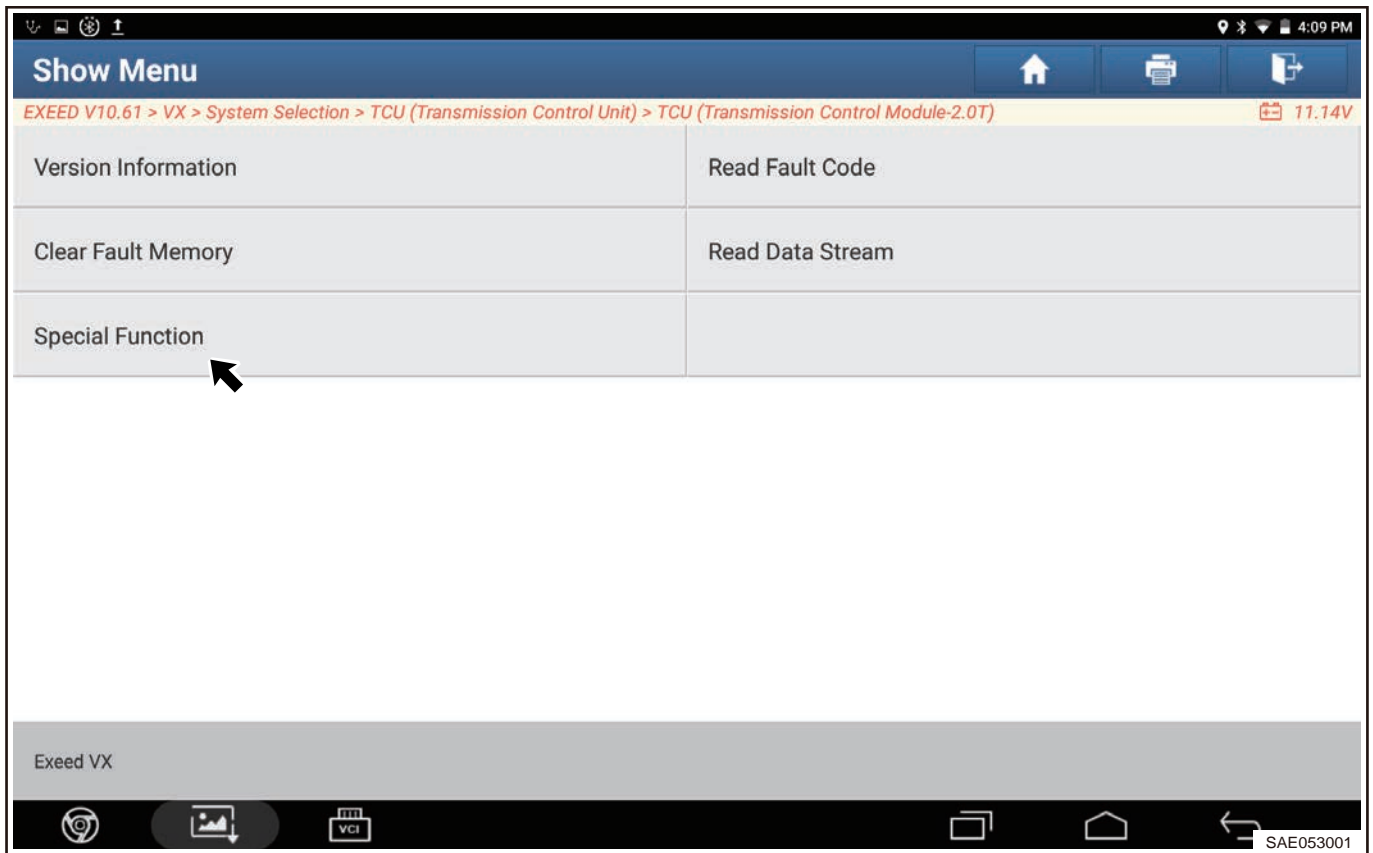 4:09 PM
Show Menu
EXEED V10.61 > VX > System Selection > TCU (Transmission Control Unit) > TCU (Transmission Control Module-2.0T)
11.14V
Version Information
Read Fault Code
Clear Fault Memory
Read Data Stream
Special Function
Exeed VX
VCI
SAE053001